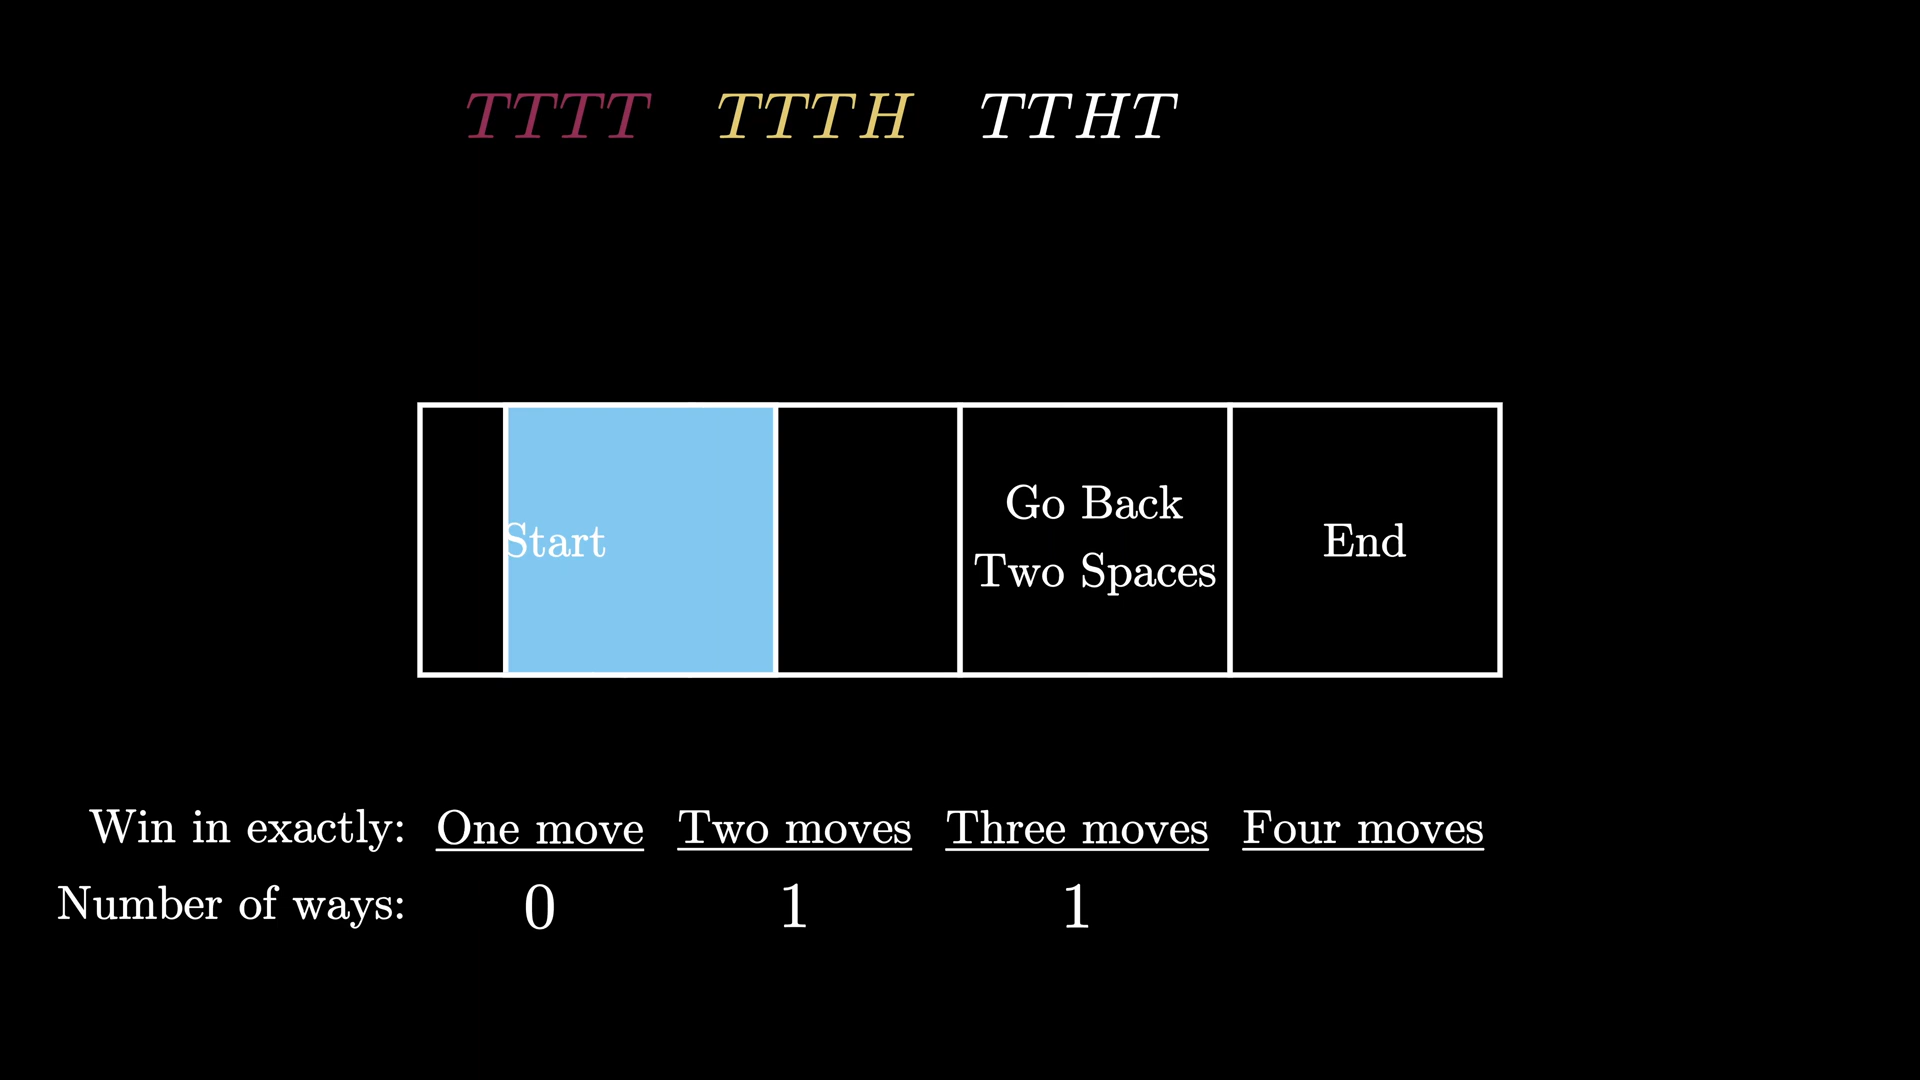 TTTT TTTH TTHT
Start
Go Back
Two Spaces
End
Win in exactly: One move Two moves Three moves Four moves
Number of ways: 0 1 1